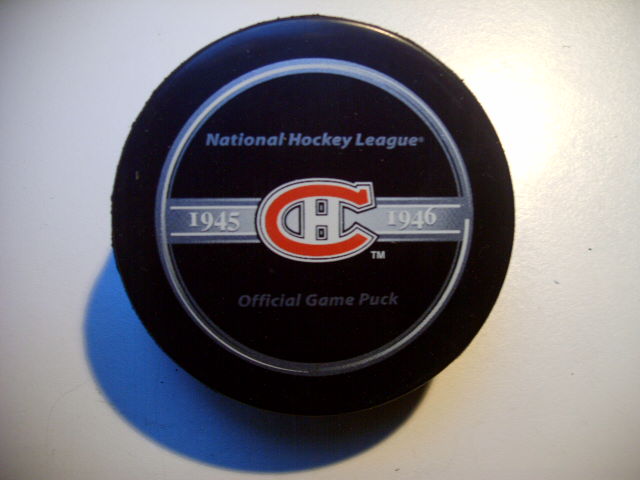 National Hockey League®
1945 CH 1946
TM
Official Game Puck